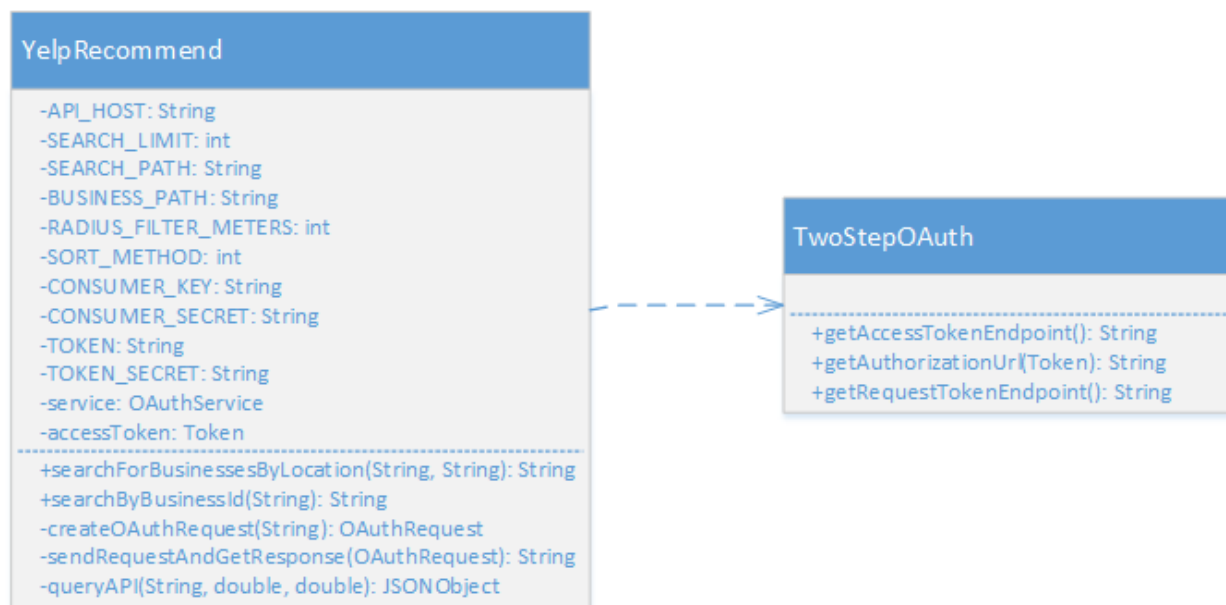 YelpRecommend
-API_HOST: String
-SEARCH_LIMIT: int
-SEARCH_PATH: String
-BUSINESS_PATH: String
-RADIUS_FILTER_METERS: int
-SORT_METHOD: int
-CONSUMER_KEY: String
-CONSUMER_SECRET: String
-TOKEN: String
-TOKEN_SECRET: String
-service: OAuthService
-accessToken: Token
+searchForBusinessesByLocation(String, String): String
+searchByBusinessId(String): String
-createOAuthRequest(String): OAuthRequest
-sendRequestAndGetResponse(OAuthRequest): String
-queryAPI(String, double, double): JSONObject
TwoStepOAuth
+getAccessTokenEndpoint(): String
+getAuthorizationUrl(Token): String
+getRequestTokenEndpoint(): String